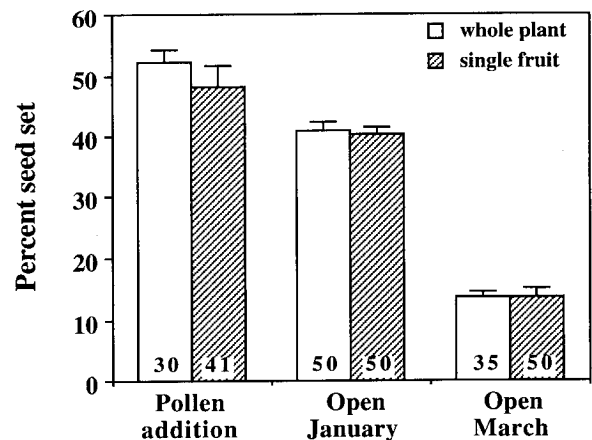 Percent seed set
60
50
40
30
20
10
0
whole plant
single fruit
30 41 50 50 35 50
Pollen addition
Open January
Open March